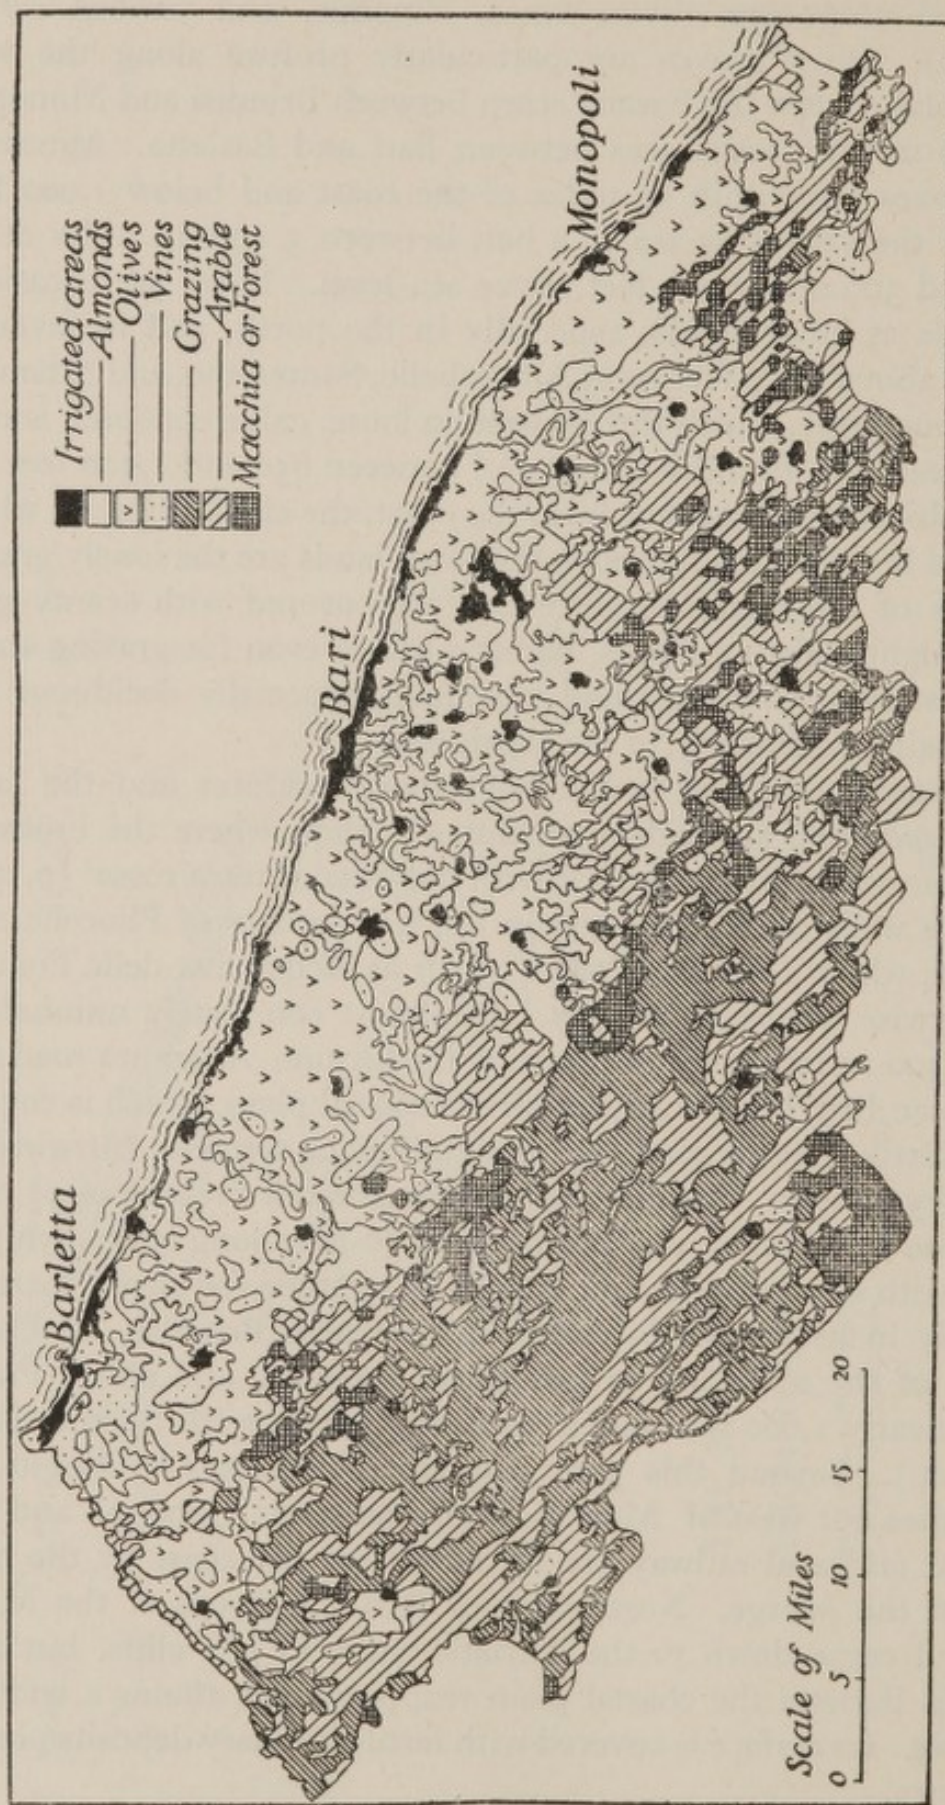 Irrigated areas
Almonds
Olives
Vines
Grazing
Arable
Macchia or Forest
Barletta
Bari
Monopoli
Scale of Miles
0 5 10 15 20